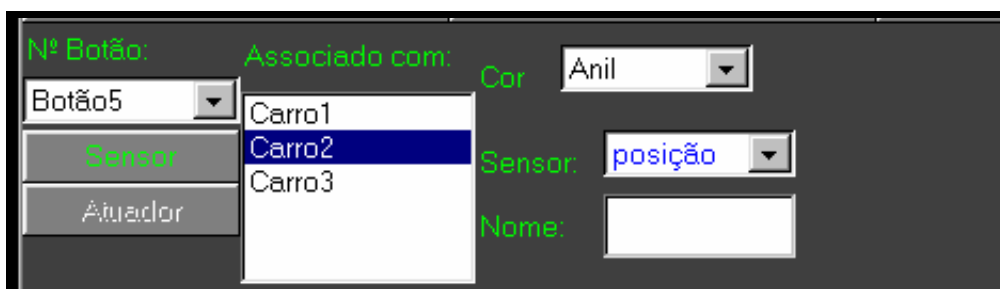 Nº Botão:
Botão5
Sensor
Atuador
Associado com:
Carro1
Carro2
Carro3
Cor
Anil
Sensor:
posição
Nome: